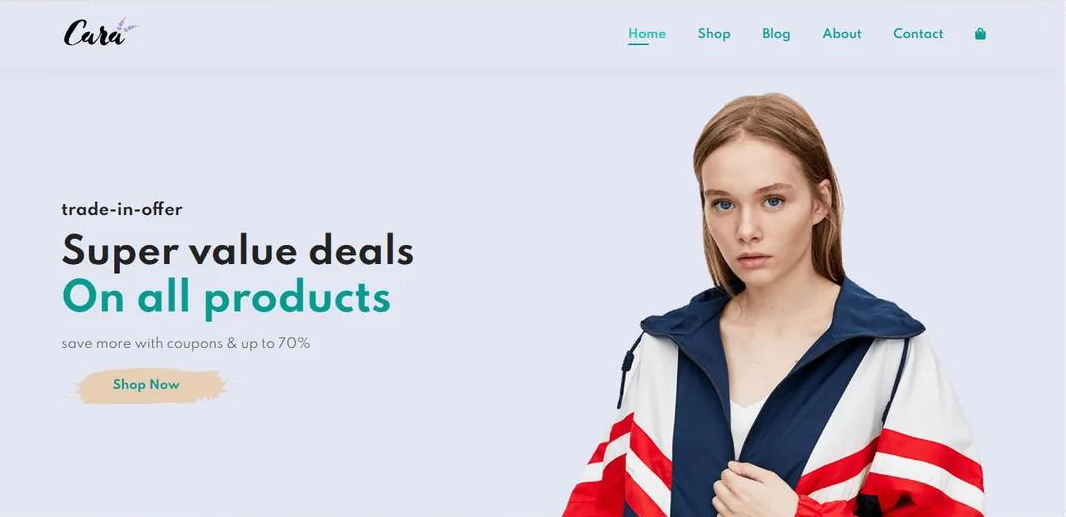 Cara
Home Shop Blog About Contact
trade-in-offer
Super value deals
On all products
save more with coupons & up to 70%
Shop Now